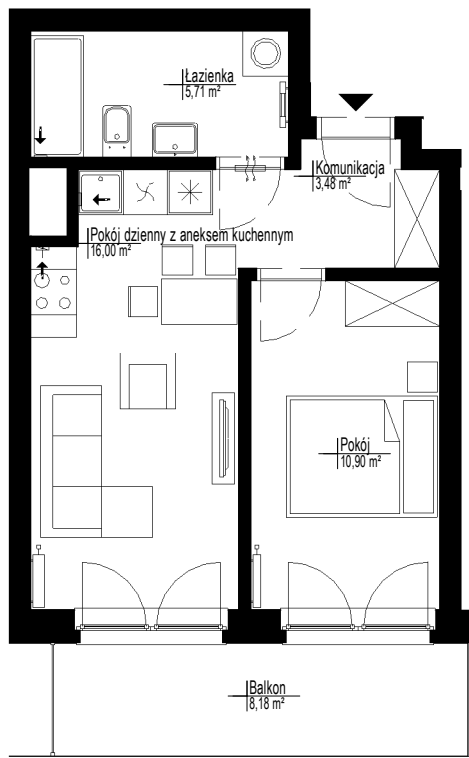 Łazienka
5,71 m²
Komunikacja
3,48 m²
Pokój dzienny z aneksem kuchennym
16,00 m²
Pokój
10,90 m²
Balkon
8,18 m²